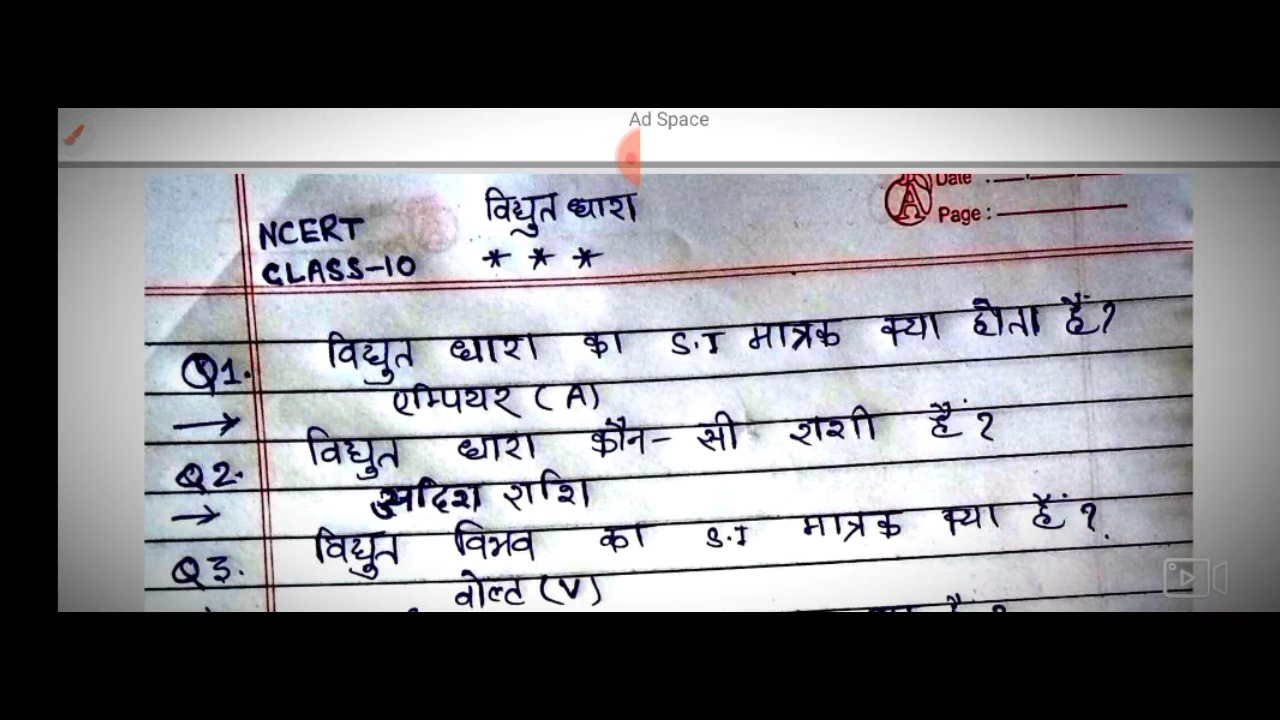 Ad Space
Date
Page :
विद्युत धारा
NCERT
CLASS-10
* * *
Q1. विद्युत धारा का S.I मात्रक क्या होता हैं?
→ एम्पियर (A)
Q2. विद्युत धारा कौन-सी राशी हैं?
→ अदिश राशि
Q3. विद्युत विभव का S.I मात्रक क्या हैं?
वोल्ट (V)